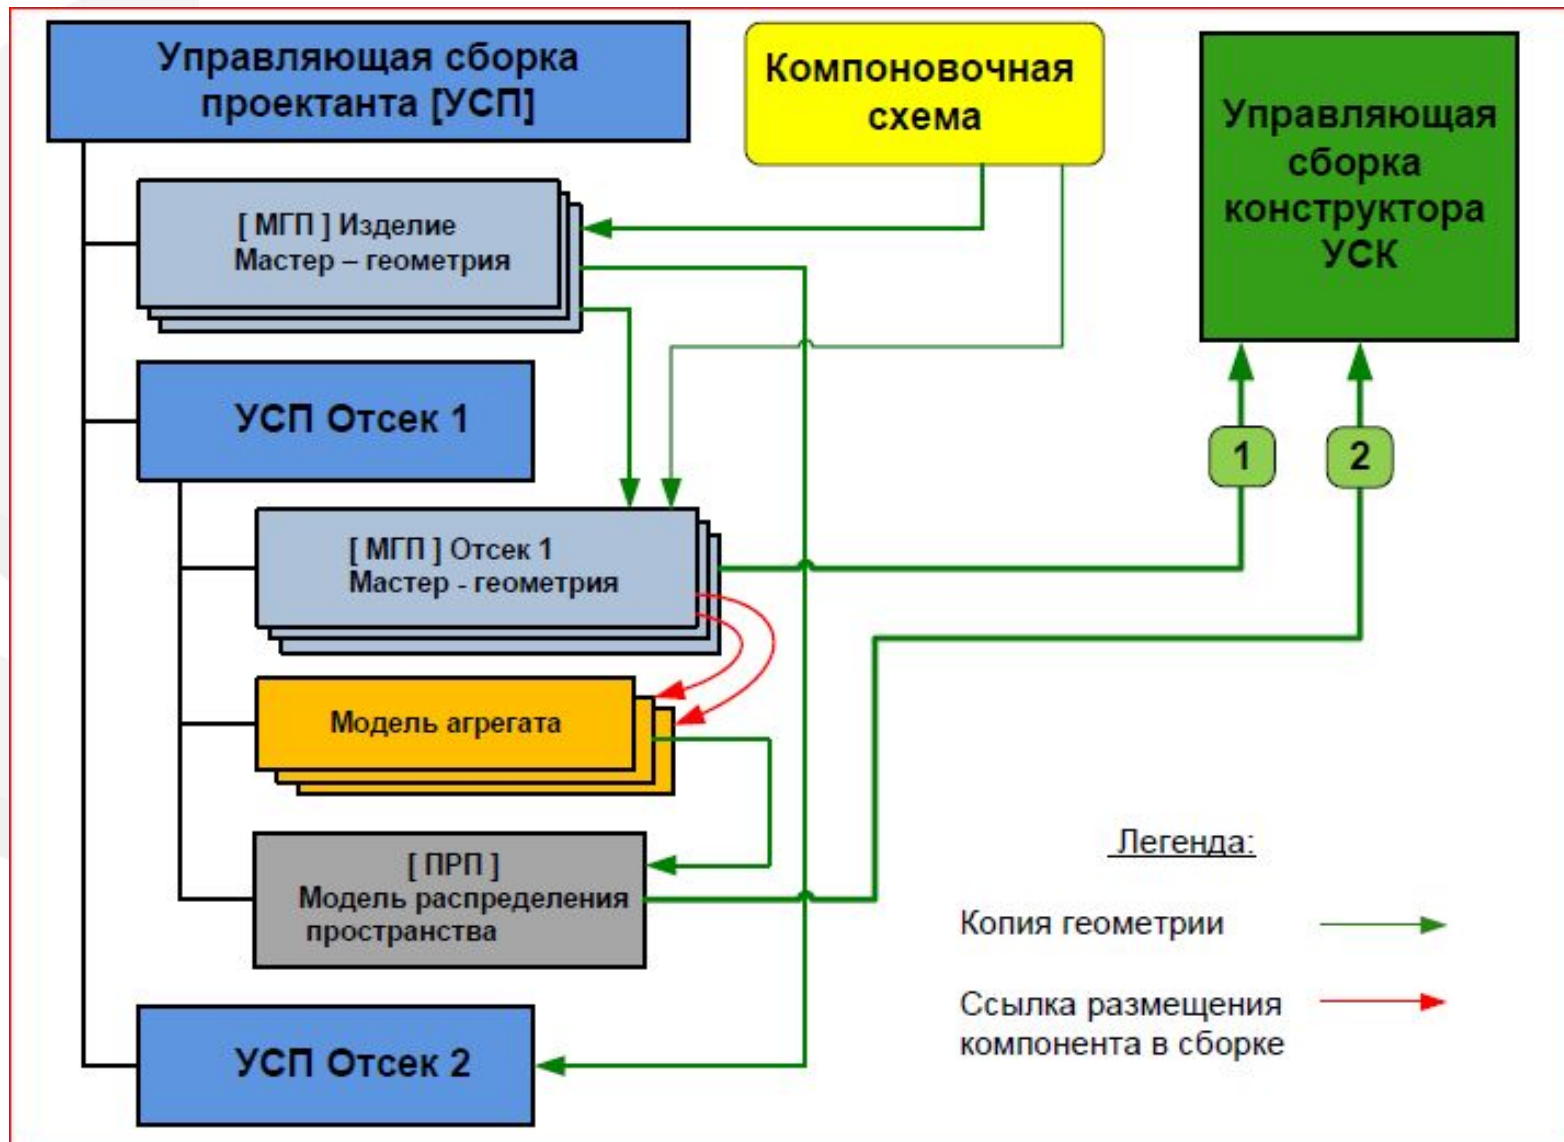 Управляющая сборка
проектанта [УСП]
Компоновочная
схема
Управляющая
сборка
конструктора
УСК
[ МГП ] Изделие
Мастер – геометрия
УСП Отсек 1
1
2
[ МГП ] Отсек 1
Мастер - геометрия
Модель агрегата
[ ПРП ]
Модель распределения
пространства
УСП Отсек 2
Легенда:
Копия геометрии
Ссылка размещения
компонента в сборке